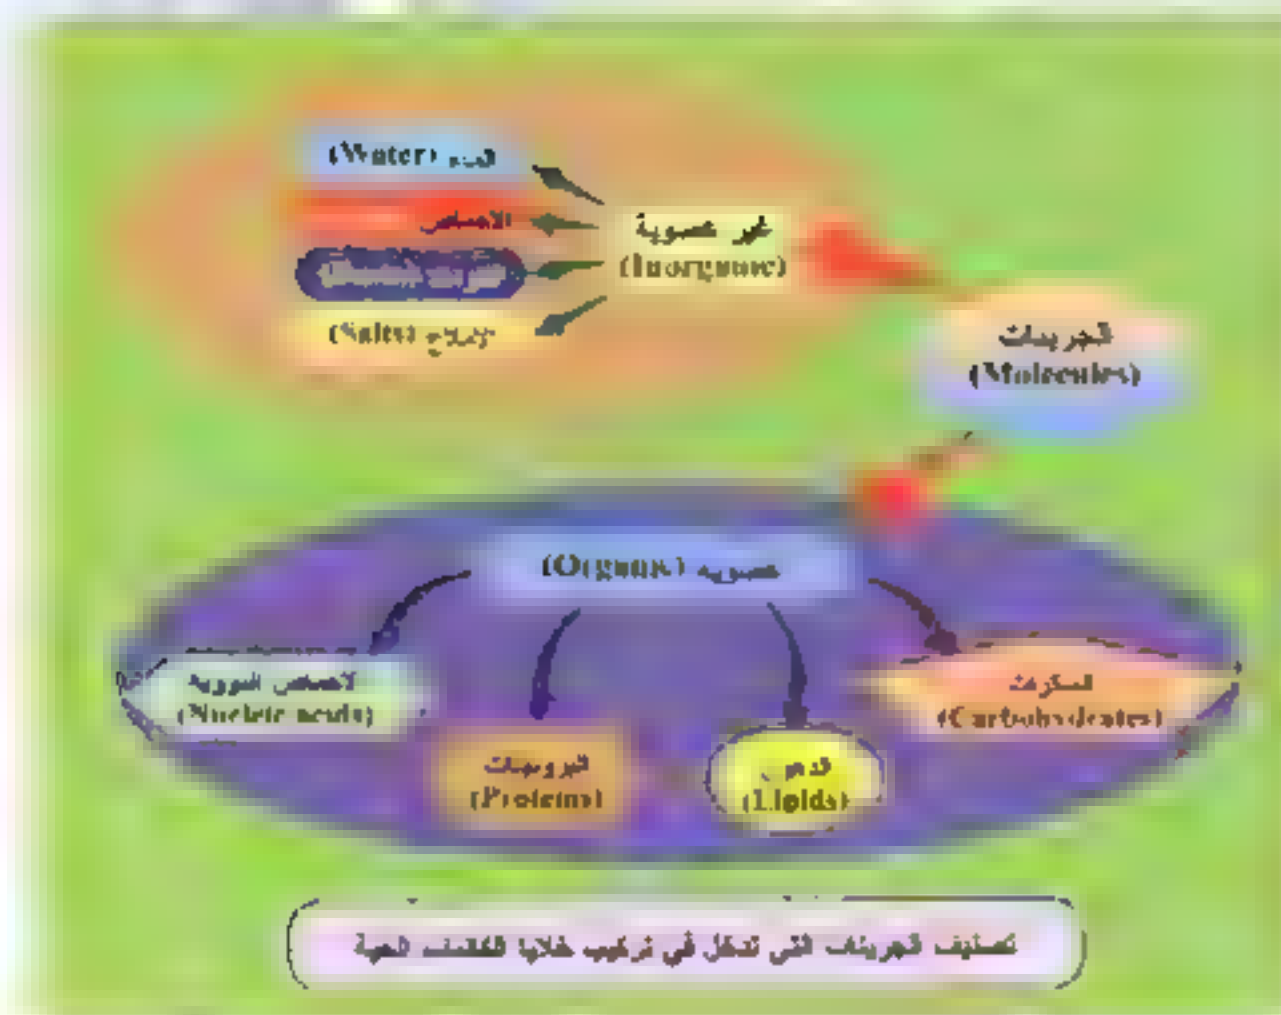 الماء (Water)
الأحماض
أملاح (Salts)
غير عضوية
(Inorganic)
الجزيئات
(Molecules)
عضوية (Organic)
الأحماض النووية
(Nucleic acids)
البروتينات
(Proteins)
الدهون
(Lipids)
السكريات
(Carbohydrates)
تصنيف الجزيئات التي تدخل في تركيب خلايا الكائنات الحية